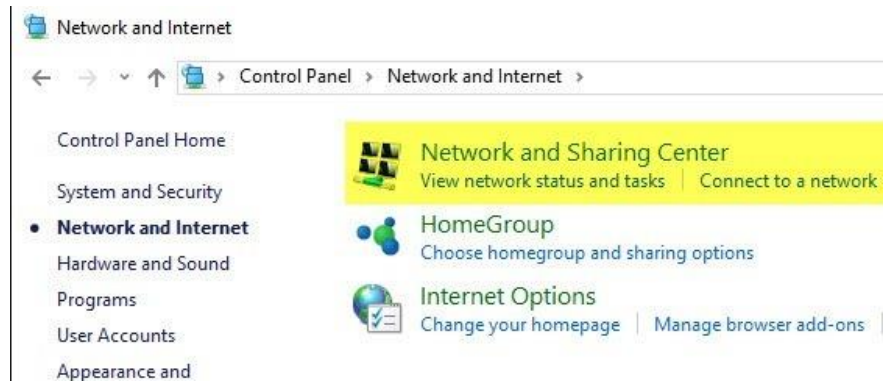 Network and Internet
Control Panel > Network and Internet >
Control Panel Home
System and Security
Network and Internet
Hardware and Sound
Programs
User Accounts
Appearance and
Network and Sharing Center
View network status and tasks | Connect to a network
HomeGroup
Choose homegroup and sharing options
Internet Options
Change your homepage | Manage browser add-ons |